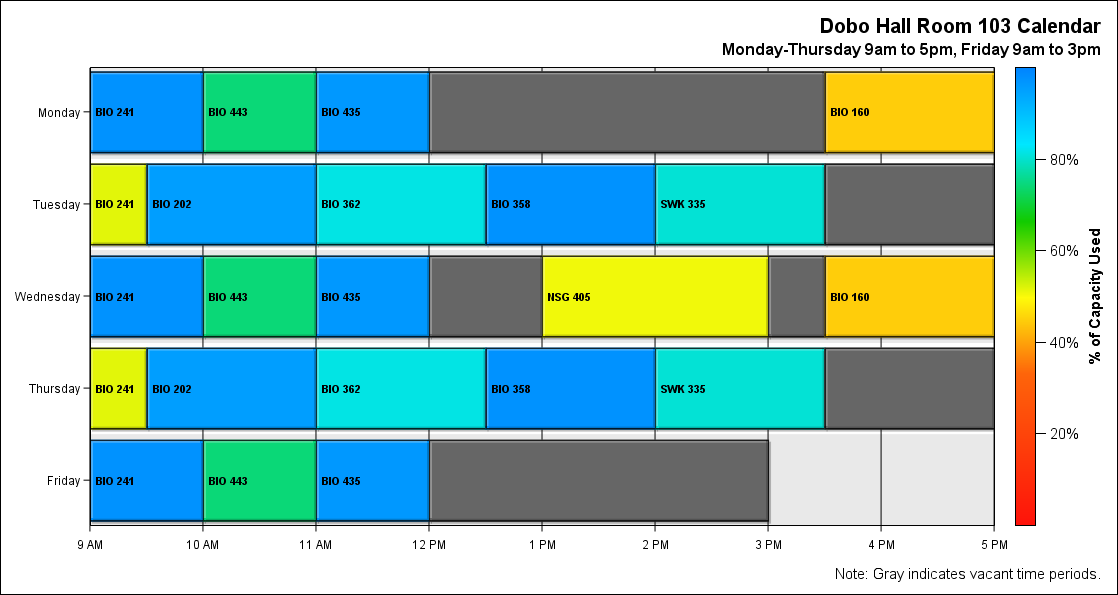 Dobo Hall Room 103 Calendar
Monday-Thursday 9am to 5pm, Friday 9am to 3pm
Monday
BIO 241
BIO 443
BIO 435
BIO 160
Tuesday
BIO 241
BIO 202
BIO 362
BIO 358
SWK 335
Wednesday
BIO 241
BIO 443
BIO 435
NSG 405
BIO 160
Thursday
BIO 241
BIO 202
BIO 362
BIO 358
SWK 335
Friday
BIO 241
BIO 443
BIO 435
9 AM
10 AM
11 AM
12 PM
1 PM
2 PM
3 PM
4 PM
5 PM
80%
60%
40%
20%
% of Capacity Used
Note: Gray indicates vacant time periods.